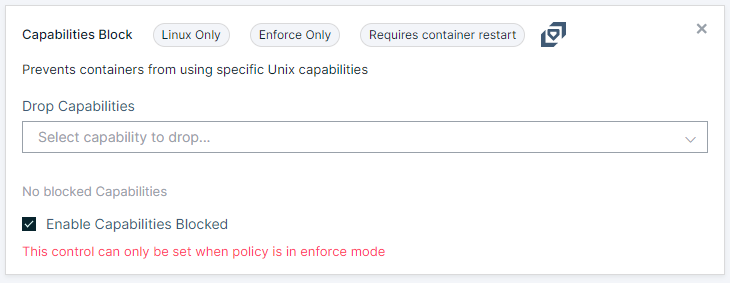 Capabilities Block Linux Only Enforce Only Requires container restart
Prevents containers from using specific Unix capabilities
Drop Capabilities
Select capability to drop...
No blocked Capabilities
Enable Capabilities Blocked
This control can only be set when policy is in enforce mode